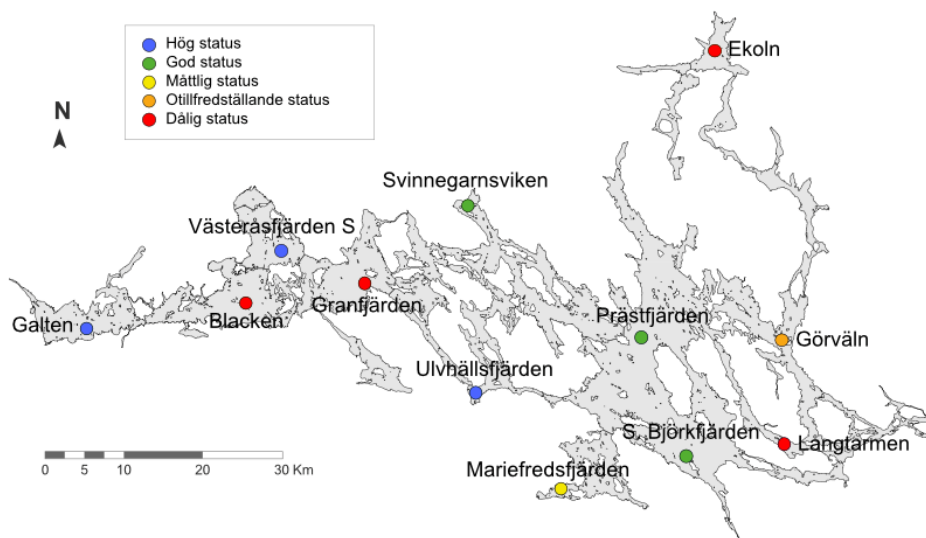 Hög status
God status
Måttlig status
Otillfredställande status
Dålig status
N
Ekoln
Svinnegarnsviken
Västeråsfjärden S
Galten
Blacken
Granfjärden
Prästfjärden
Görväln
Ulvhällsfjärden
S. Björkfjärden
Långtarmen
Mariefredsfjärden
0 5 10 20 30 Km